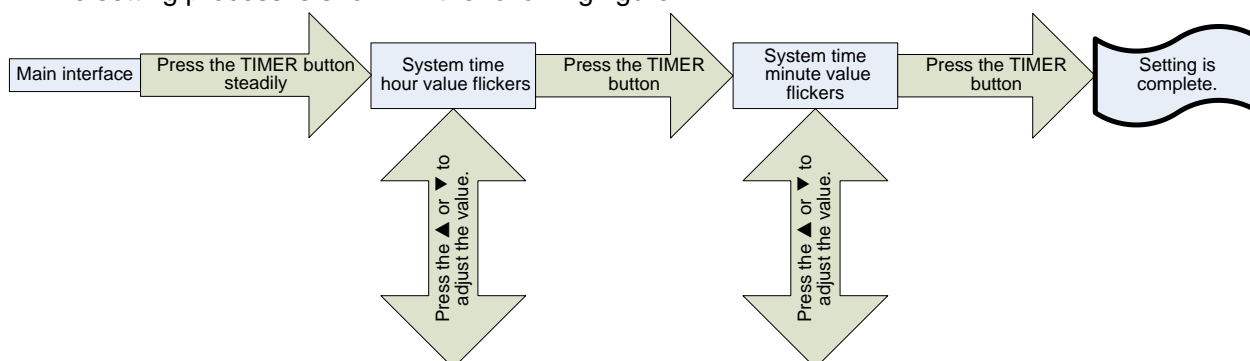 Main interface
Press the TIMER button
steadily
System time
hour value flickers
Press the TIMER
button
System time
minute value
flickers
Press the TIMER
button
Setting is
complete.
Press the ▲ or ▼ to
adjust the value.
Press the ▲ or ▼ to
adjust the value.